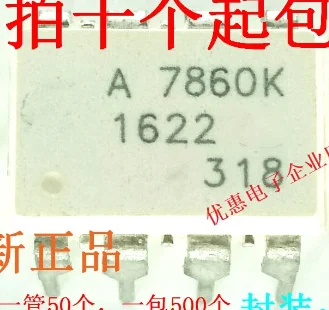 拍十个起包
A 7860K
1622
318
优惠电子企业店
新正品
一管50个，一包500个
封装